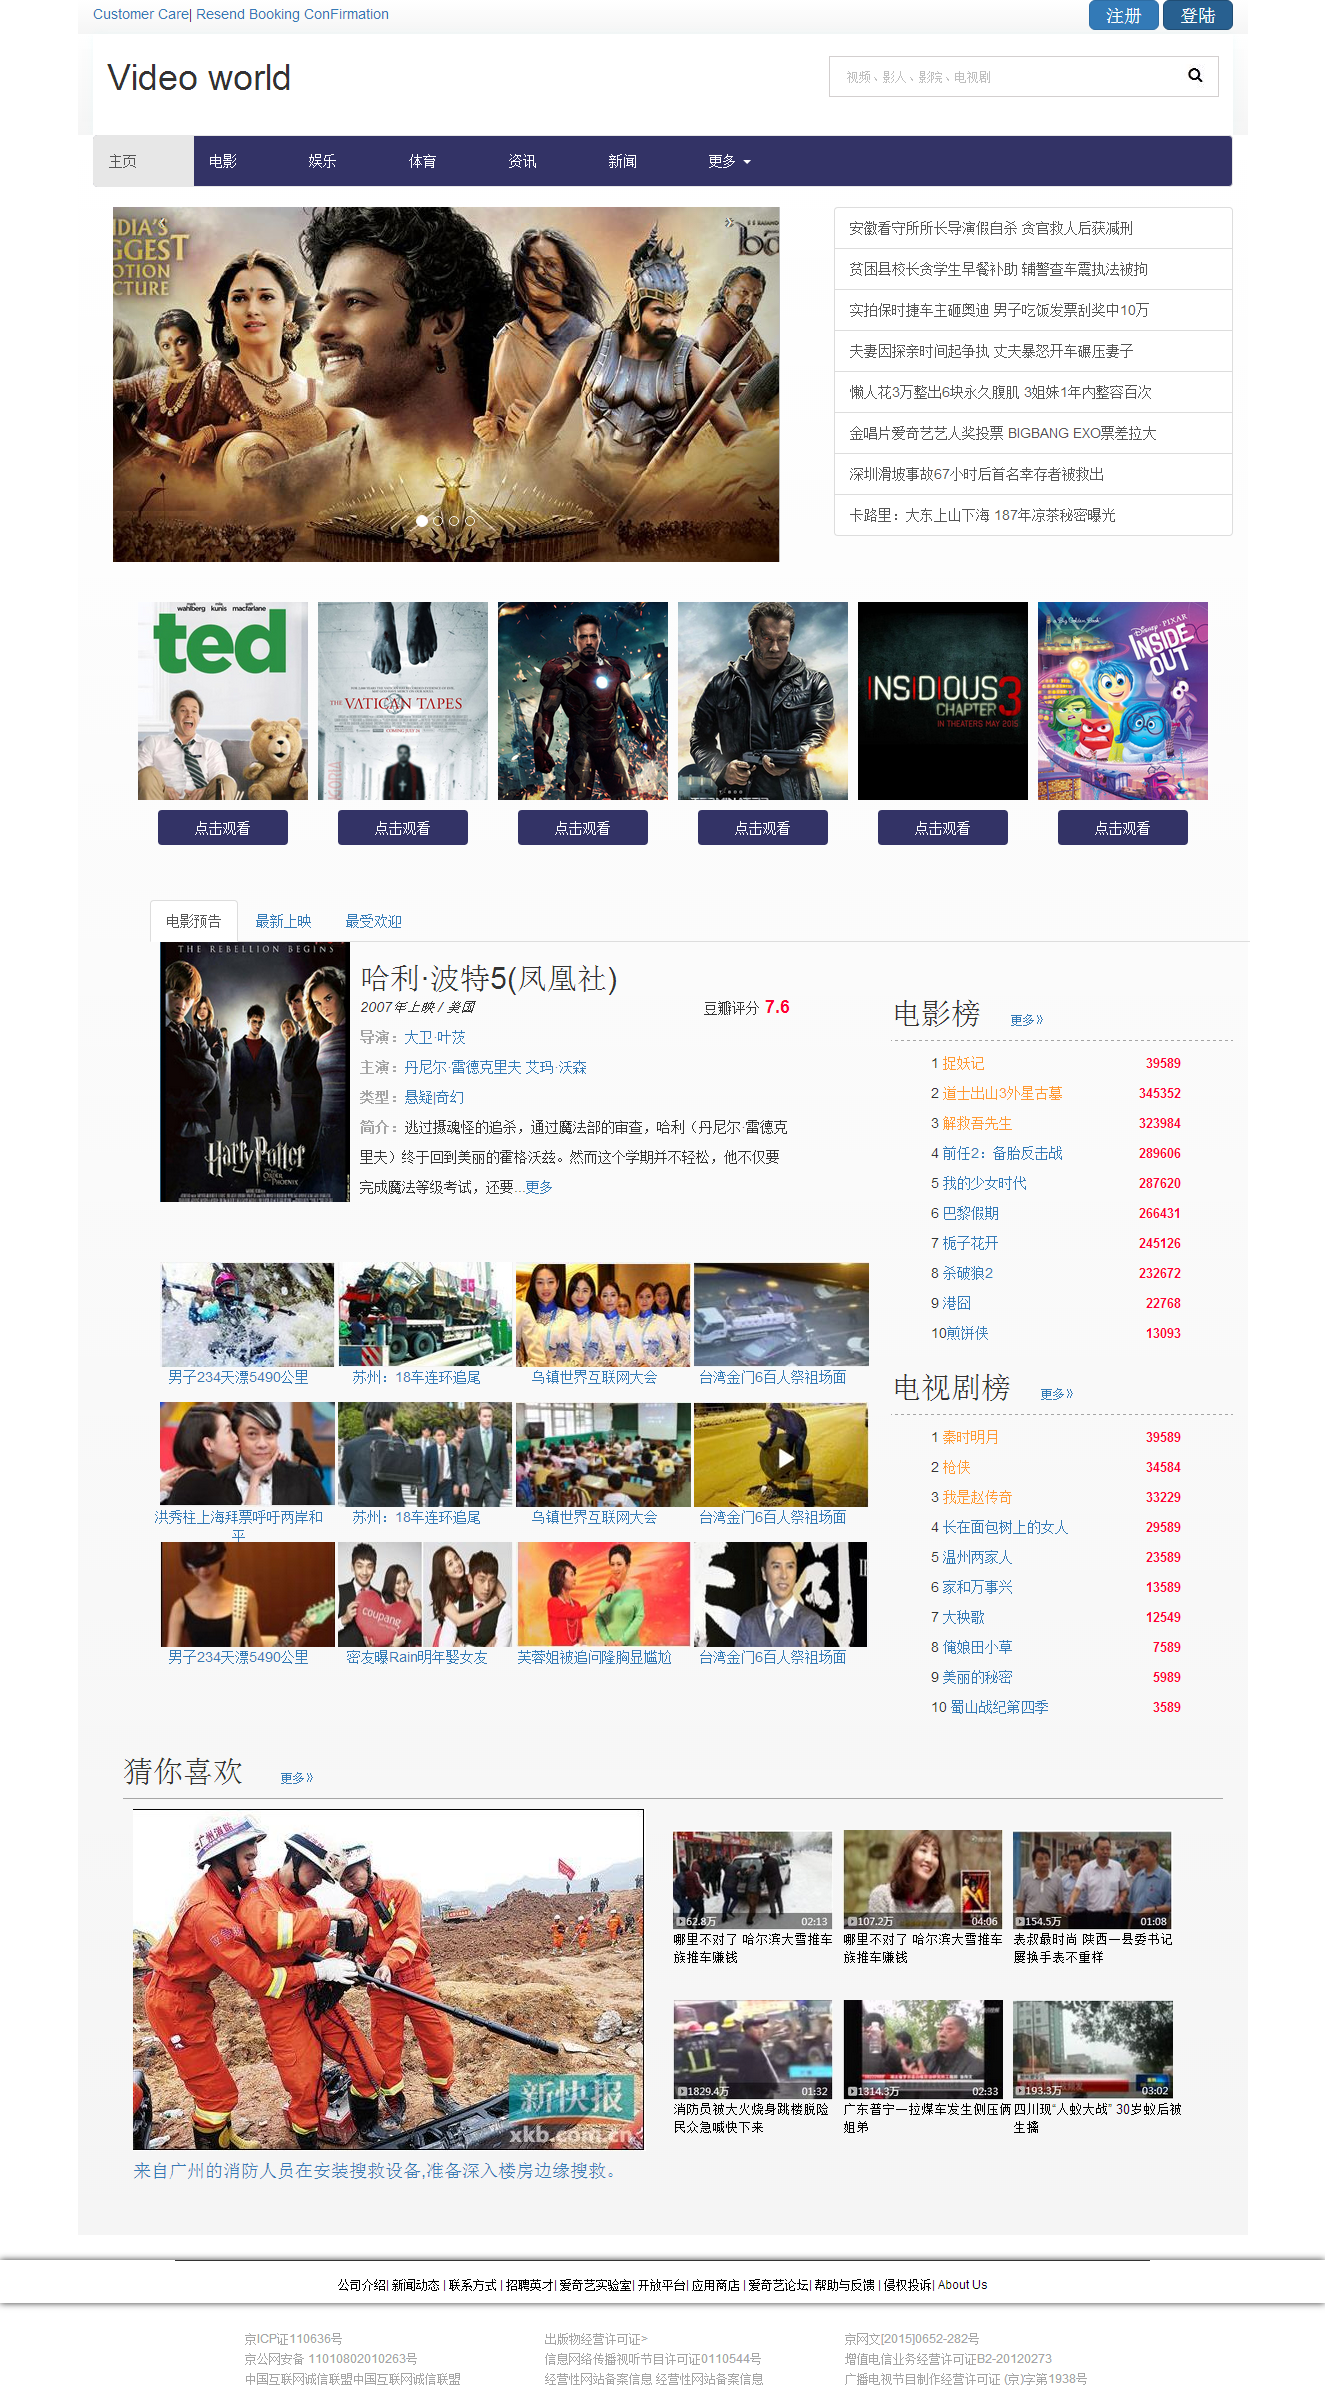 Customer Care| Resend Booking ConFirmation
注册 登陆
Video world
视频、影人、影院、电视剧
主页 电影 娱乐 体育 资讯 新闻 更多
INDIA'S
BIGGEST
MOTION
PICTURE
安徽看守所所长导演假自杀 贪官救人后获减刑
贫困县校长贪学生早餐补助 辅警查车震执法被拘
实拍保时捷车主砸奥迪 男子吃饭发票刮奖中10万
夫妻因探亲时间起争执 丈夫暴怒开车碾压妻子
懒人花3万整出6块永久腹肌 3姐妹1年内整容百次
金唱片爱奇艺艺人奖投票 BIGBANG EXO票差拉大
深圳滑坡事故67小时后首名幸存者被救出
卡路里：大东上山下海 187年凉茶秘密曝光
mark wahlberg mila kunis seth macfarlane
ted
THE VATICAN TAPES
COMING JULY 24
INSIDIOUS
CHAPTER 3
IN THEATERS MAY 2015
a Big Golden Book
Disney · PIXAR
INSIDE OUT
点击观看 点击观看 点击观看 点击观看 点击观看 点击观看
电影预告 最新上映 最受欢迎
THE REBELLION BEGINS
Harry Potter
ORDER OF THE PHOENIX
哈利·波特5(凤凰社)
2007年上映 / 美国 豆瓣评分 7.6
导演：大卫·叶茨
主演：丹尼尔·雷德克里夫 艾玛·沃森
类型：悬疑|奇幻
简介：逃过摄魂怪的追杀，通过魔法部的审查，哈利（丹尼尔·雷德克
里夫）终于回到美丽的霍格沃兹。然而这个学期并不轻松，他不仅要
完成魔法等级考试，还要...更多
电影榜 更多》
1 捉妖记 39589
2 道士出山3外星古墓 345352
3 解救吾先生 323984
4 前任2：备胎反击战 289606
5 我的少女时代 287620
6 巴黎假期 266431
7 栀子花开 245126
8 杀破狼2 232672
9 港囧 22768
10煎饼侠 13093
男子234天漂5490公里 苏州：18车连环追尾 乌镇世界互联网大会 台湾金门6百人祭祖场面
洪秀柱上海拜票呼吁两岸和
平
苏州：18车连环追尾 乌镇世界互联网大会 台湾金门6百人祭祖场面
coupang
男子234天漂5490公里 密友曝Rain明年娶女友 芙蓉姐被追问隆胸显尴尬 台湾金门6百人祭祖场面
电视剧榜 更多》
1 秦时明月 39589
2 枪侠 34584
3 我是赵传奇 33229
4 长在面包树上的女人 29589
5 温州两家人 23589
6 家和万事兴 13589
7 大秧歌 12549
8 俺娘田小草 7589
9 美丽的秘密 5989
10 蜀山战纪第四季 3589
猜你喜欢 更多》
广州消防
新快报
xkb.com.cn
来自广州的消防人员在安装搜救设备,准备深入楼房边缘搜救。
62.8万 02:13
哪里不对了 哈尔滨大雪推车
族推车赚钱
107.2万 04:06
哪里不对了 哈尔滨大雪推车
族推车赚钱
154.5万 01:08
表叔最时尚 陕西一县委书记
屡换手表不重样
1829.4万 01:32
消防员被大火烧身跳楼脱险
民众急喊快下来
1314.3万 02:33
广东普宁一拉煤车发生侧压俩
姐弟
193.3万 03:02
四川现“人蚁大战” 30岁蚁后被
生擒
公司介绍| 新闻动态 | 联系方式 | 招聘英才| 爱奇艺实验室| 开放平台| 应用商店 | 爱奇艺论坛| 帮助与反馈 | 侵权投诉| About Us
京ICP证110636号 出版物经营许可证> 京网文[2015]0652-282号
京公网安备 11010802010263号 信息网络传播视听节目许可证0110544号 增值电信业务经营许可证B2-20120273
中国互联网诚信联盟中国互联网诚信联盟 经营性网站备案信息 经营性网站备案信息 广播电视节目制作经营许可证 (京)字第1938号